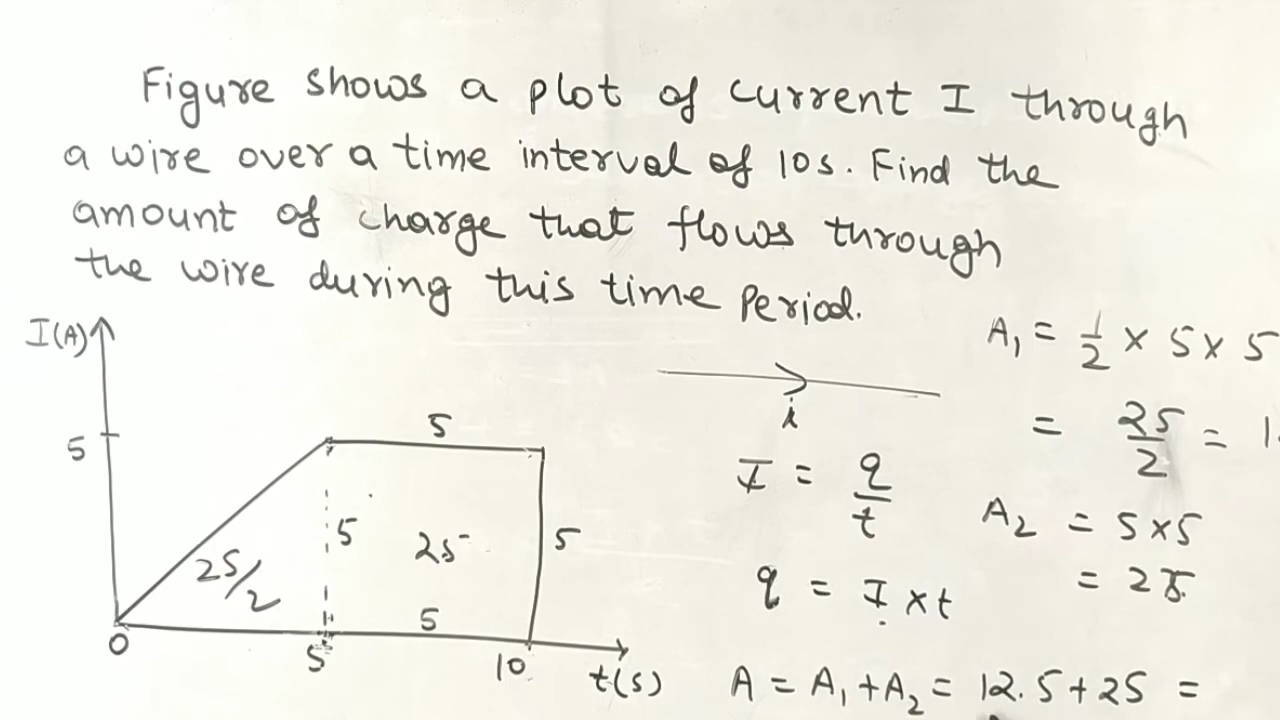 Figure shows a plot of current I through
a wire over a time interval of 10s. Find the
amount of charge that flows through
the wire during this time Period.
I(A)
5
5
25/2
5
25
5
5
0
5
10
t(s)
i
I = q/t
q = I × t
A₁ = 1/2 × 5 × 5
= 25/2 = 1
A₂ = 5×5
= 25
A = A₁ + A₂ = 12.5 + 25 =